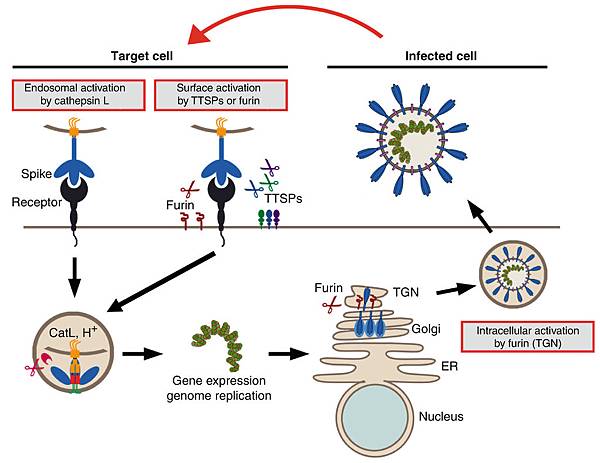 Target cell
Infected cell
Endosomal activation
by cathepsin L
Surface activation
by TTSPs or furin
Spike
Receptor
Furin
TTSPs
CatL, H+
Gene expression
genome replication
Furin
TGN
Golgi
ER
Nucleus
Intracellular activation
by furin (TGN)